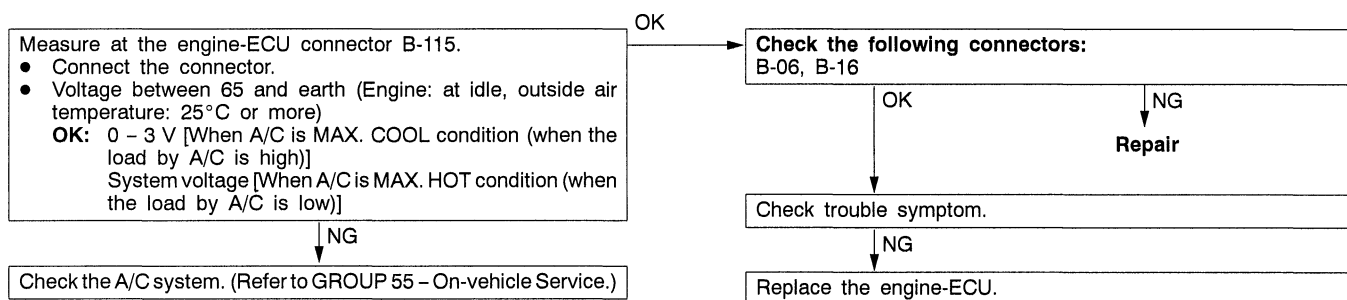 Measure at the engine-ECU connector B-115.
● Connect the connector.
● Voltage between 65 and earth (Engine: at idle, outside air
temperature: 25°C or more)
OK: 0 – 3 V [When A/C is MAX. COOL condition (when the
load by A/C is high)]
System voltage [When A/C is MAX. HOT condition (when
the load by A/C is low)]
NG
Check the A/C system. (Refer to GROUP 55 – On-vehicle Service.)
OK
Check the following connectors:
B-06, B-16
OK
NG
Repair
Check trouble symptom.
NG
Replace the engine-ECU.